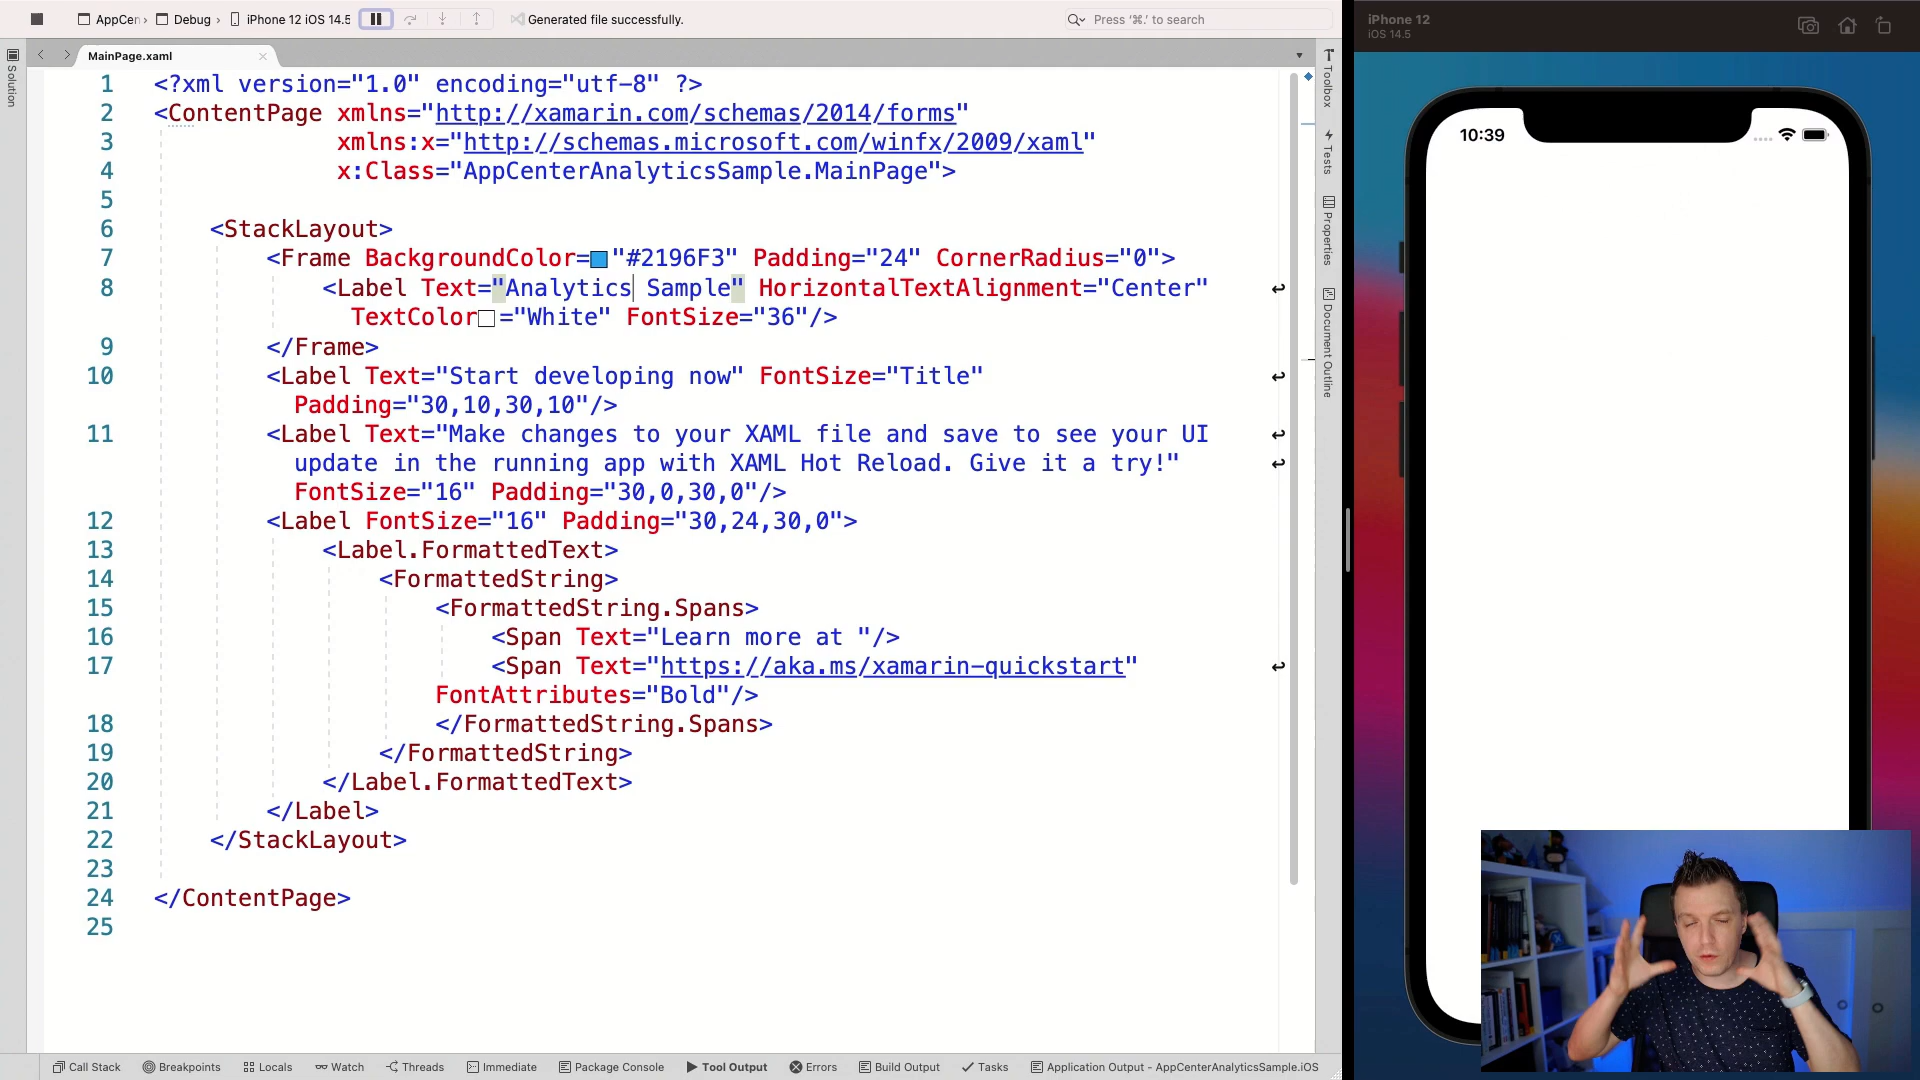 AppCen › Debug › iPhone 12 iOS 14.5 Generated file successfully. Press '⌘.' to search
iPhone 12
iOS 14.5
MainPage.xaml
Solution
Toolbox
Tests
Properties
Document Outline
1 <?xml version="1.0" encoding="utf-8" ?>
2 <ContentPage xmlns="http://xamarin.com/schemas/2014/forms"
3 xmlns:x="http://schemas.microsoft.com/winfx/2009/xaml"
4 x:Class="AppCenterAnalyticsSample.MainPage">
5
6 <StackLayout>
7 <Frame BackgroundColor="#2196F3" Padding="24" CornerRadius="0">
8 <Label Text="Analytics Sample" HorizontalTextAlignment="Center"
TextColor="White" FontSize="36"/>
9 </Frame>
10 <Label Text="Start developing now" FontSize="Title"
Padding="30,10,30,10"/>
11 <Label Text="Make changes to your XAML file and save to see your UI
update in the running app with XAML Hot Reload. Give it a try!"
FontSize="16" Padding="30,0,30,0"/>
12 <Label FontSize="16" Padding="30,24,30,0">
13 <Label.FormattedText>
14 <FormattedString>
15 <FormattedString.Spans>
16 <Span Text="Learn more at "/>
17 <Span Text="https://aka.ms/xamarin-quickstart"
FontAttributes="Bold"/>
18 </FormattedString.Spans>
19 </FormattedString>
20 </Label.FormattedText>
21 </Label>
22 </StackLayout>
23
24 </ContentPage>
25
10:39
Call Stack Breakpoints Locals Watch Threads Immediate Package Console Tool Output Errors Build Output Tasks Application Output - AppCenterAnalyticsSample.iOS